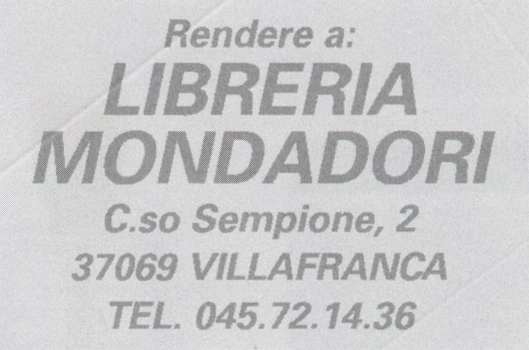 Rendere a:
LIBRERIA
MONDADORI
C.so Sempione, 2
37069 VILLAFRANCA
TEL. 045.72.14.36